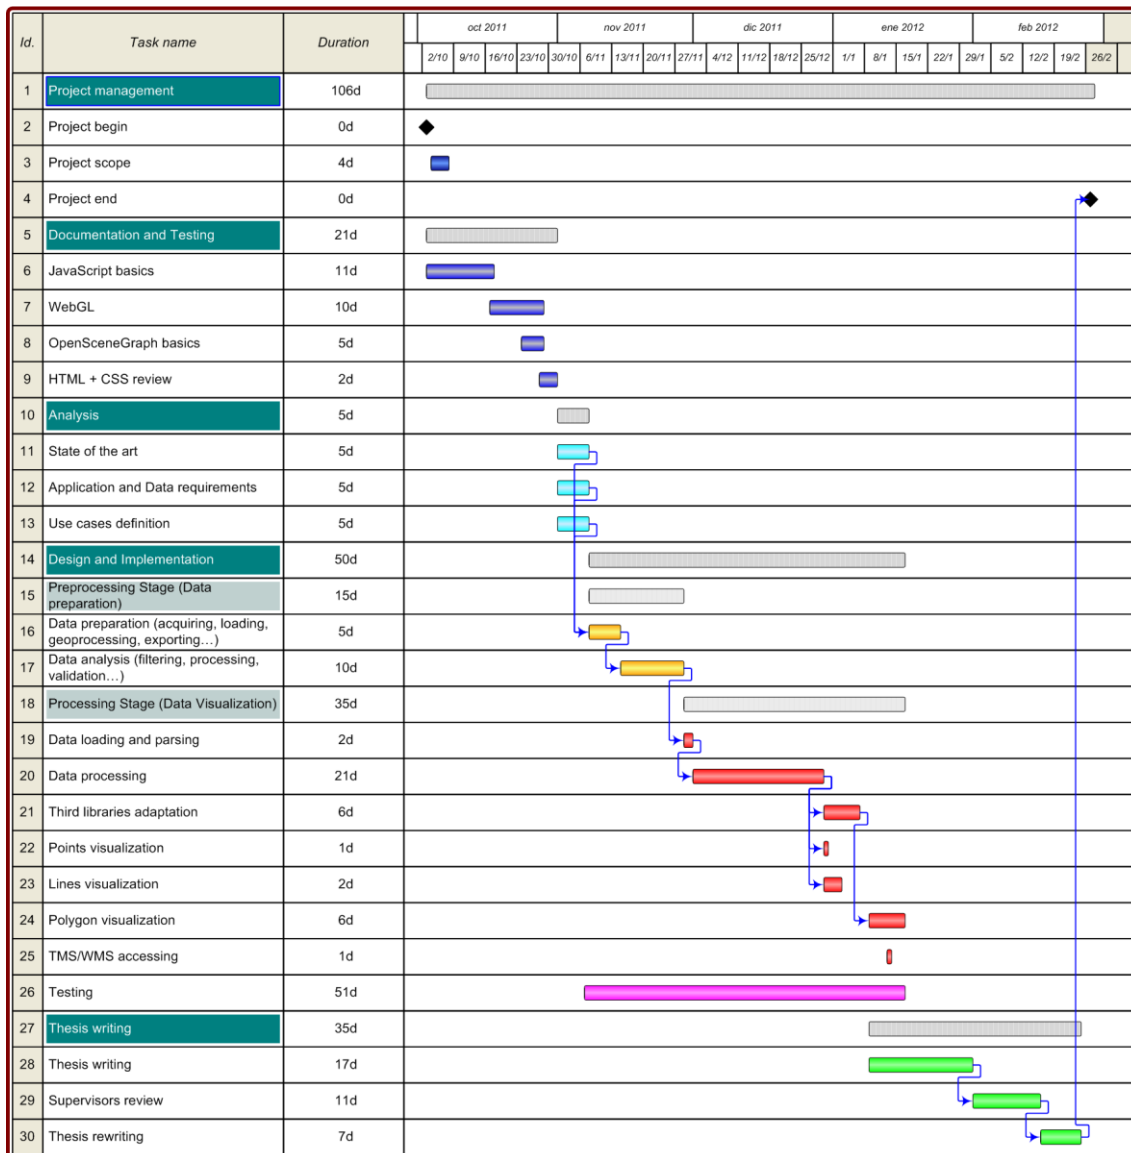 Id.
Task name
Duration
oct 2011
nov 2011
dic 2011
ene 2012
feb 2012
2/10 9/10 16/10 23/10 30/10 6/11 13/11 20/11 27/11 4/12 11/12 18/12 25/12 1/1 8/1 15/1 22/1 29/1 5/2 12/2 19/2 26/2
1 Project management 106d
2 Project begin 0d
3 Project scope 4d
4 Project end 0d
5 Documentation and Testing 21d
6 JavaScript basics 11d
7 WebGL 10d
8 OpenSceneGraph basics 5d
9 HTML + CSS review 2d
10 Analysis 5d
11 State of the art 5d
12 Application and Data requirements 5d
13 Use cases definition 5d
14 Design and Implementation 50d
15 Preprocessing Stage (Data
preparation) 15d
16 Data preparation (acquiring, loading,
geoprocessing, exporting…) 5d
17 Data analysis (filtering, processing,
validation…) 10d
18 Processing Stage (Data Visualization) 35d
19 Data loading and parsing 2d
20 Data processing 21d
21 Third libraries adaptation 6d
22 Points visualization 1d
23 Lines visualization 2d
24 Polygon visualization 6d
25 TMS/WMS accessing 1d
26 Testing 51d
27 Thesis writing 35d
28 Thesis writing 17d
29 Supervisors review 11d
30 Thesis rewriting 7d